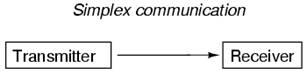 Simplex communication
Transmitter
Receiver